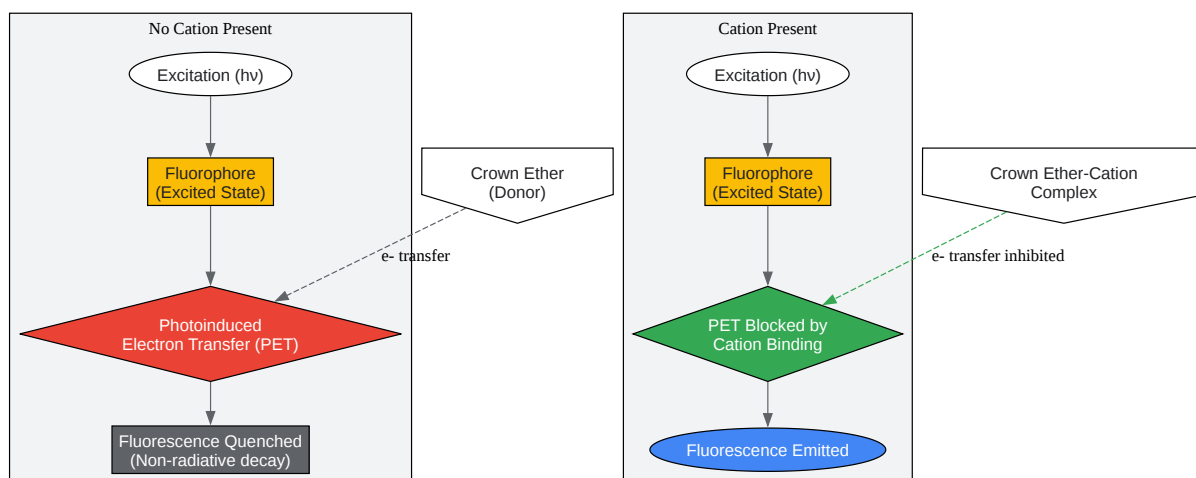 No Cation Present
Excitation (hν)
Fluorophore
(Excited State)
Crown Ether
(Donor)
e- transfer
Photoinduced
Electron Transfer (PET)
Fluorescence Quenched
(Non-radiative decay)
Cation Present
Excitation (hν)
Fluorophore
(Excited State)
Crown Ether-Cation
Complex
e- transfer inhibited
PET Blocked by
Cation Binding
Fluorescence Emitted